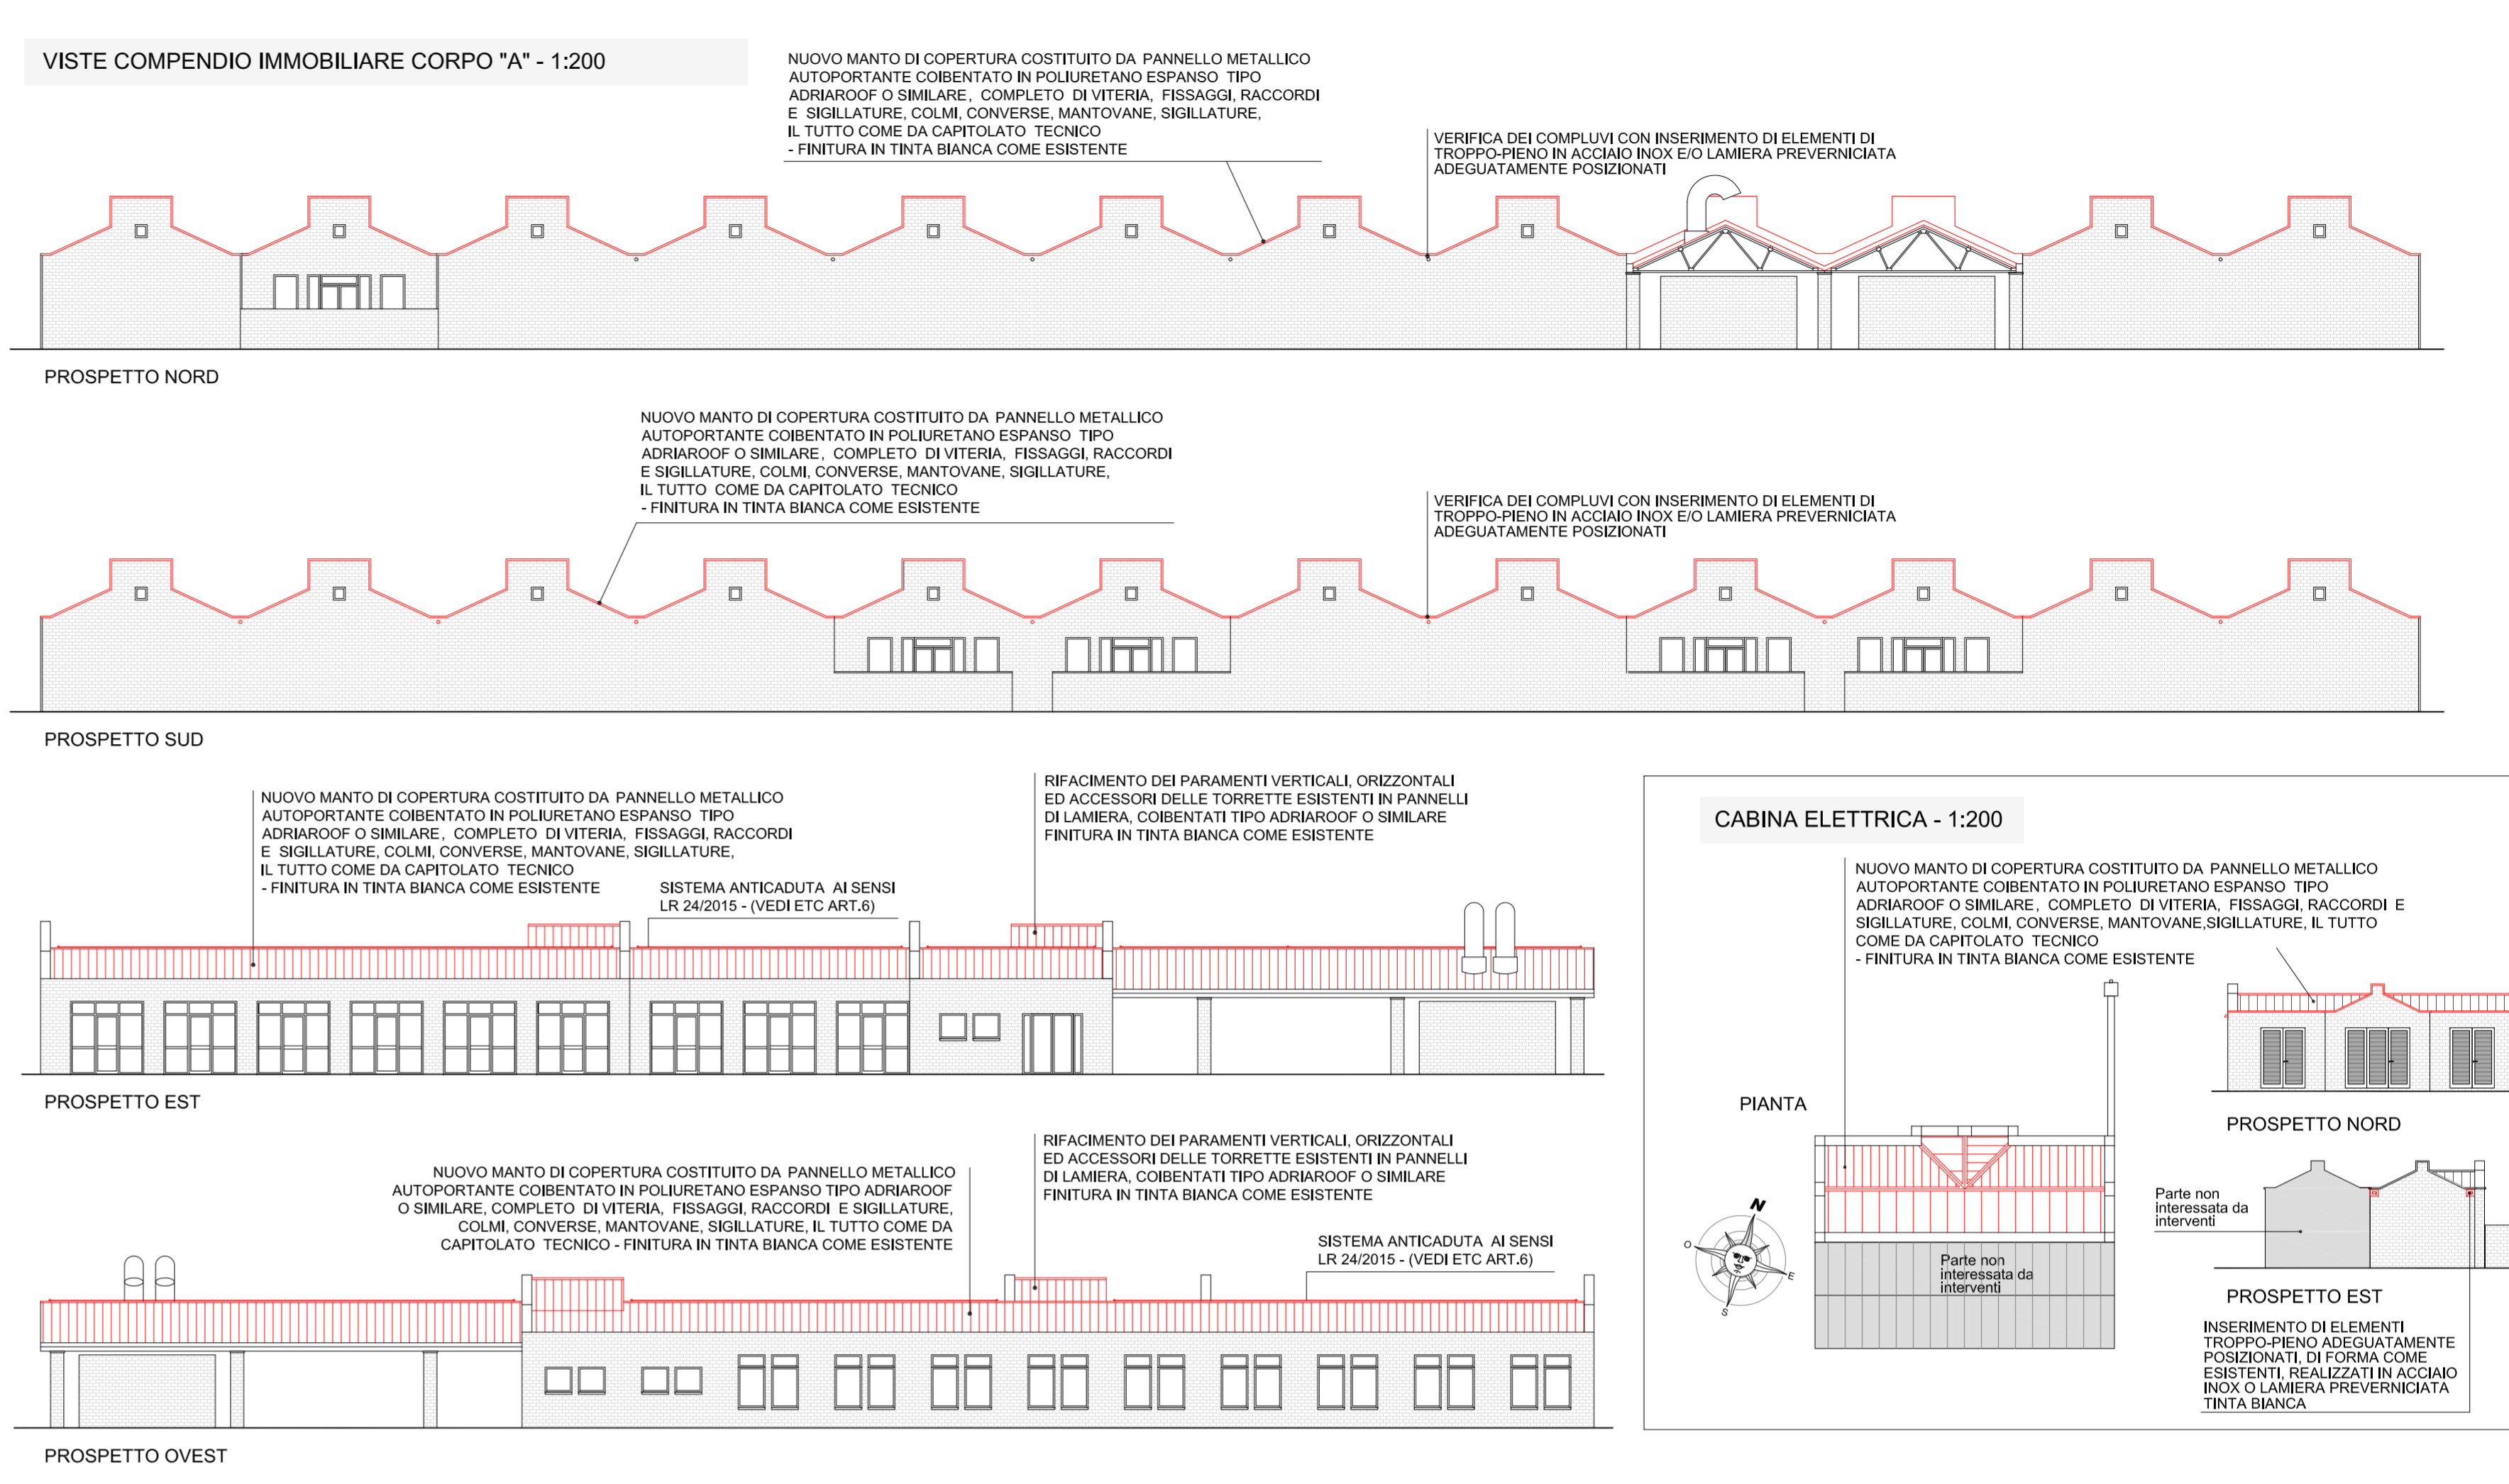 VISTE COMPENDIO IMMOBILIARE CORPO "A" - 1:200
NUOVO MANTO DI COPERTURA COSTITUITO DA PANNELLO METALLICO
AUTOPORTANTE COIBENTATO IN POLIURETANO ESPANSO TIPO
ADRIAROOF O SIMILARE, COMPLETO DI VITERIA, FISSAGGI, RACCORDI
E SIGILLATURE, COLMI, CONVERSE, MANTOVANE, SIGILLATURE,
IL TUTTO COME DA CAPITOLATO TECNICO
- FINITURA IN TINTA BIANCA COME ESISTENTE
VERIFICA DEI COMPLUVI CON INSERIMENTO DI ELEMENTI DI
TROPPO-PIENO IN ACCIAIO INOX E/O LAMIERA PREVERNICIATA
ADEGUATAMENTE POSIZIONATI
PROSPETTO NORD
NUOVO MANTO DI COPERTURA COSTITUITO DA PANNELLO METALLICO
AUTOPORTANTE COIBENTATO IN POLIURETANO ESPANSO TIPO
ADRIAROOF O SIMILARE, COMPLETO DI VITERIA, FISSAGGI, RACCORDI
E SIGILLATURE, COLMI, CONVERSE, MANTOVANE, SIGILLATURE,
IL TUTTO COME DA CAPITOLATO TECNICO
- FINITURA IN TINTA BIANCA COME ESISTENTE
VERIFICA DEI COMPLUVI CON INSERIMENTO DI ELEMENTI DI
TROPPO-PIENO IN ACCIAIO INOX E/O LAMIERA PREVERNICIATA
ADEGUATAMENTE POSIZIONATI
PROSPETTO SUD
NUOVO MANTO DI COPERTURA COSTITUITO DA PANNELLO METALLICO
AUTOPORTANTE COIBENTATO IN POLIURETANO ESPANSO TIPO
ADRIAROOF O SIMILARE, COMPLETO DI VITERIA, FISSAGGI, RACCORDI
E SIGILLATURE, COLMI, CONVERSE, MANTOVANE, SIGILLATURE,
IL TUTTO COME DA CAPITOLATO TECNICO
- FINITURA IN TINTA BIANCA COME ESISTENTE
SISTEMA ANTICADUTA AI SENSI
LR 24/2015 - (VEDI ETC ART.6)
RIFACIMENTO DEI PARAMENTI VERTICALI, ORIZZONTALI
ED ACCESSORI DELLE TORRETTE ESISTENTI IN PANNELLI
DI LAMIERA, COIBENTATI TIPO ADRIAROOF O SIMILARE
FINITURA IN TINTA BIANCA COME ESISTENTE
PROSPETTO EST
NUOVO MANTO DI COPERTURA COSTITUITO DA PANNELLO METALLICO
AUTOPORTANTE COIBENTATO IN POLIURETANO ESPANSO TIPO ADRIAROOF
O SIMILARE, COMPLETO DI VITERIA, FISSAGGI, RACCORDI E SIGILLATURE,
COLMI, CONVERSE, MANTOVANE, SIGILLATURE, IL TUTTO COME DA
CAPITOLATO TECNICO - FINITURA IN TINTA BIANCA COME ESISTENTE
RIFACIMENTO DEI PARAMENTI VERTICALI, ORIZZONTALI
ED ACCESSORI DELLE TORRETTE ESISTENTI IN PANNELLI
DI LAMIERA, COIBENTATI TIPO ADRIAROOF O SIMILARE
FINITURA IN TINTA BIANCA COME ESISTENTE
SISTEMA ANTICADUTA AI SENSI
LR 24/2015 - (VEDI ETC ART.6)
PROSPETTO OVEST
CABINA ELETTRICA - 1:200
NUOVO MANTO DI COPERTURA COSTITUITO DA PANNELLO METALLICO
AUTOPORTANTE COIBENTATO IN POLIURETANO ESPANSO TIPO
ADRIAROOF O SIMILARE, COMPLETO DI VITERIA, FISSAGGI, RACCORDI E
SIGILLATURE, COLMI, CONVERSE, MANTOVANE,SIGILLATURE, IL TUTTO
COME DA CAPITOLATO TECNICO
- FINITURA IN TINTA BIANCA COME ESISTENTE
PIANTA
PROSPETTO NORD
N
O
E
S
Parte non
interessata da
interventi
Parte non
interessata da
interventi
PROSPETTO EST
INSERIMENTO DI ELEMENTI
TROPPO-PIENO ADEGUATAMENTE
POSIZIONATI, DI FORMA COME
ESISTENTI, REALIZZATI IN ACCIAIO
INOX O LAMIERA PREVERNICIATA
TINTA BIANCA